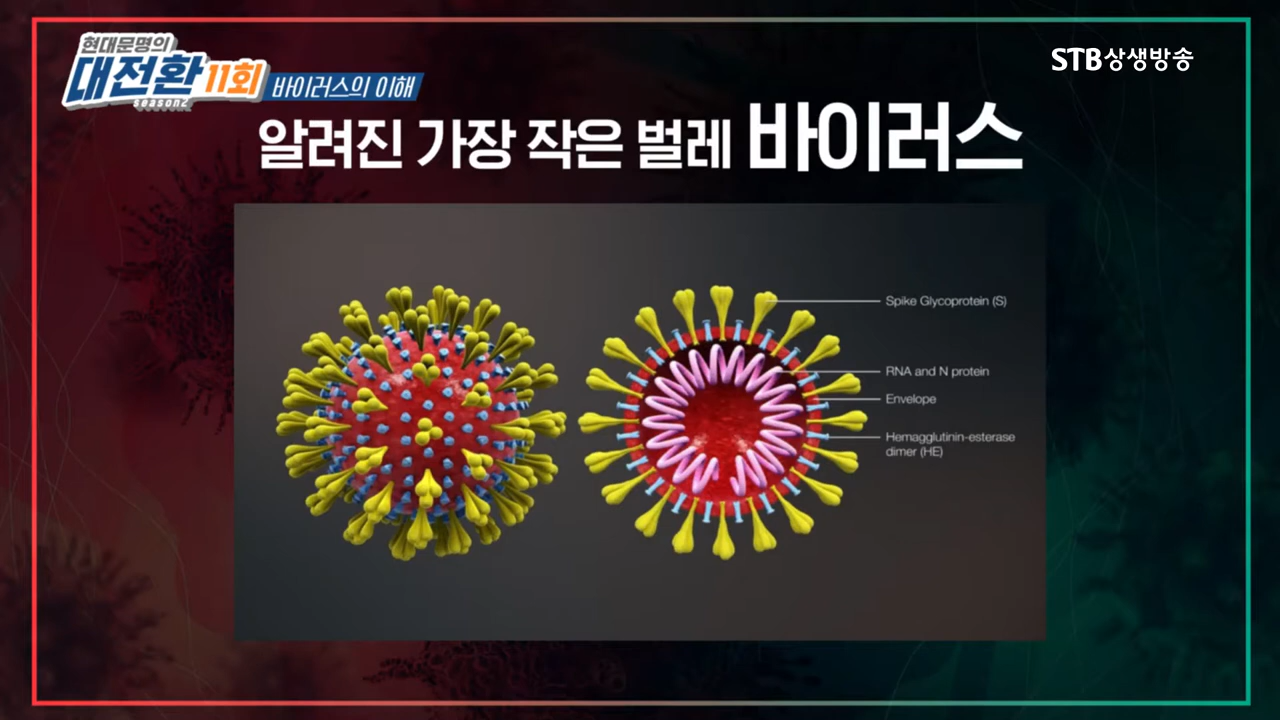 현대문명의
대전환 11회 바이러스의 이해
season2
STB상생방송
알려진 가장 작은 벌레 바이러스
Spike Glycoprotein (S)
RNA and N protein
Envelope
Hemagglutinin-esterase
dimer (HE)